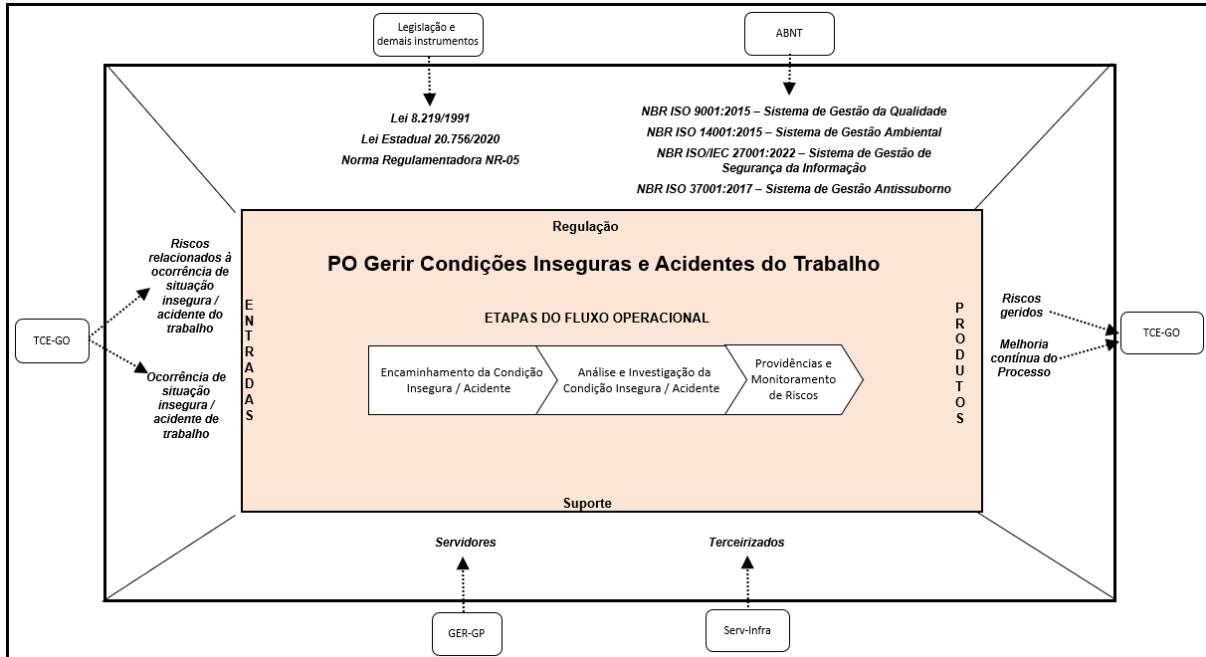 Legislação e
demais instrumentos
ABNT
Lei 8.219/1991
Lei Estadual 20.756/2020
Norma Regulamentadora NR-05
NBR ISO 9001:2015 – Sistema de Gestão da Qualidade
NBR ISO 14001:2015 – Sistema de Gestão Ambiental
NBR ISO/IEC 27001:2022 – Sistema de Gestão de
Segurança da Informação
NBR ISO 37001:2017 – Sistema de Gestão Antissuborno
Regulação
PO Gerir Condições Inseguras e Acidentes do Trabalho
TCE-GO
Riscos
relacionados à
ocorrência de
situação
insegura /
acidente do
trabalho
Ocorrência de
situação
insegura /
acidente de
trabalho
ENTRADAS
ETAPAS DO FLUXO OPERACIONAL
Encaminhamento da Condição
Insegura / Acidente
Análise e Investigação da
Condição Insegura / Acidente
Providências e
Monitoramento
de Riscos
PRODUTOS
Riscos
geridos
Melhoria
contínua do
Processo
TCE-GO
Suporte
Servidores
Terceirizados
GER-GP
Serv-Infra